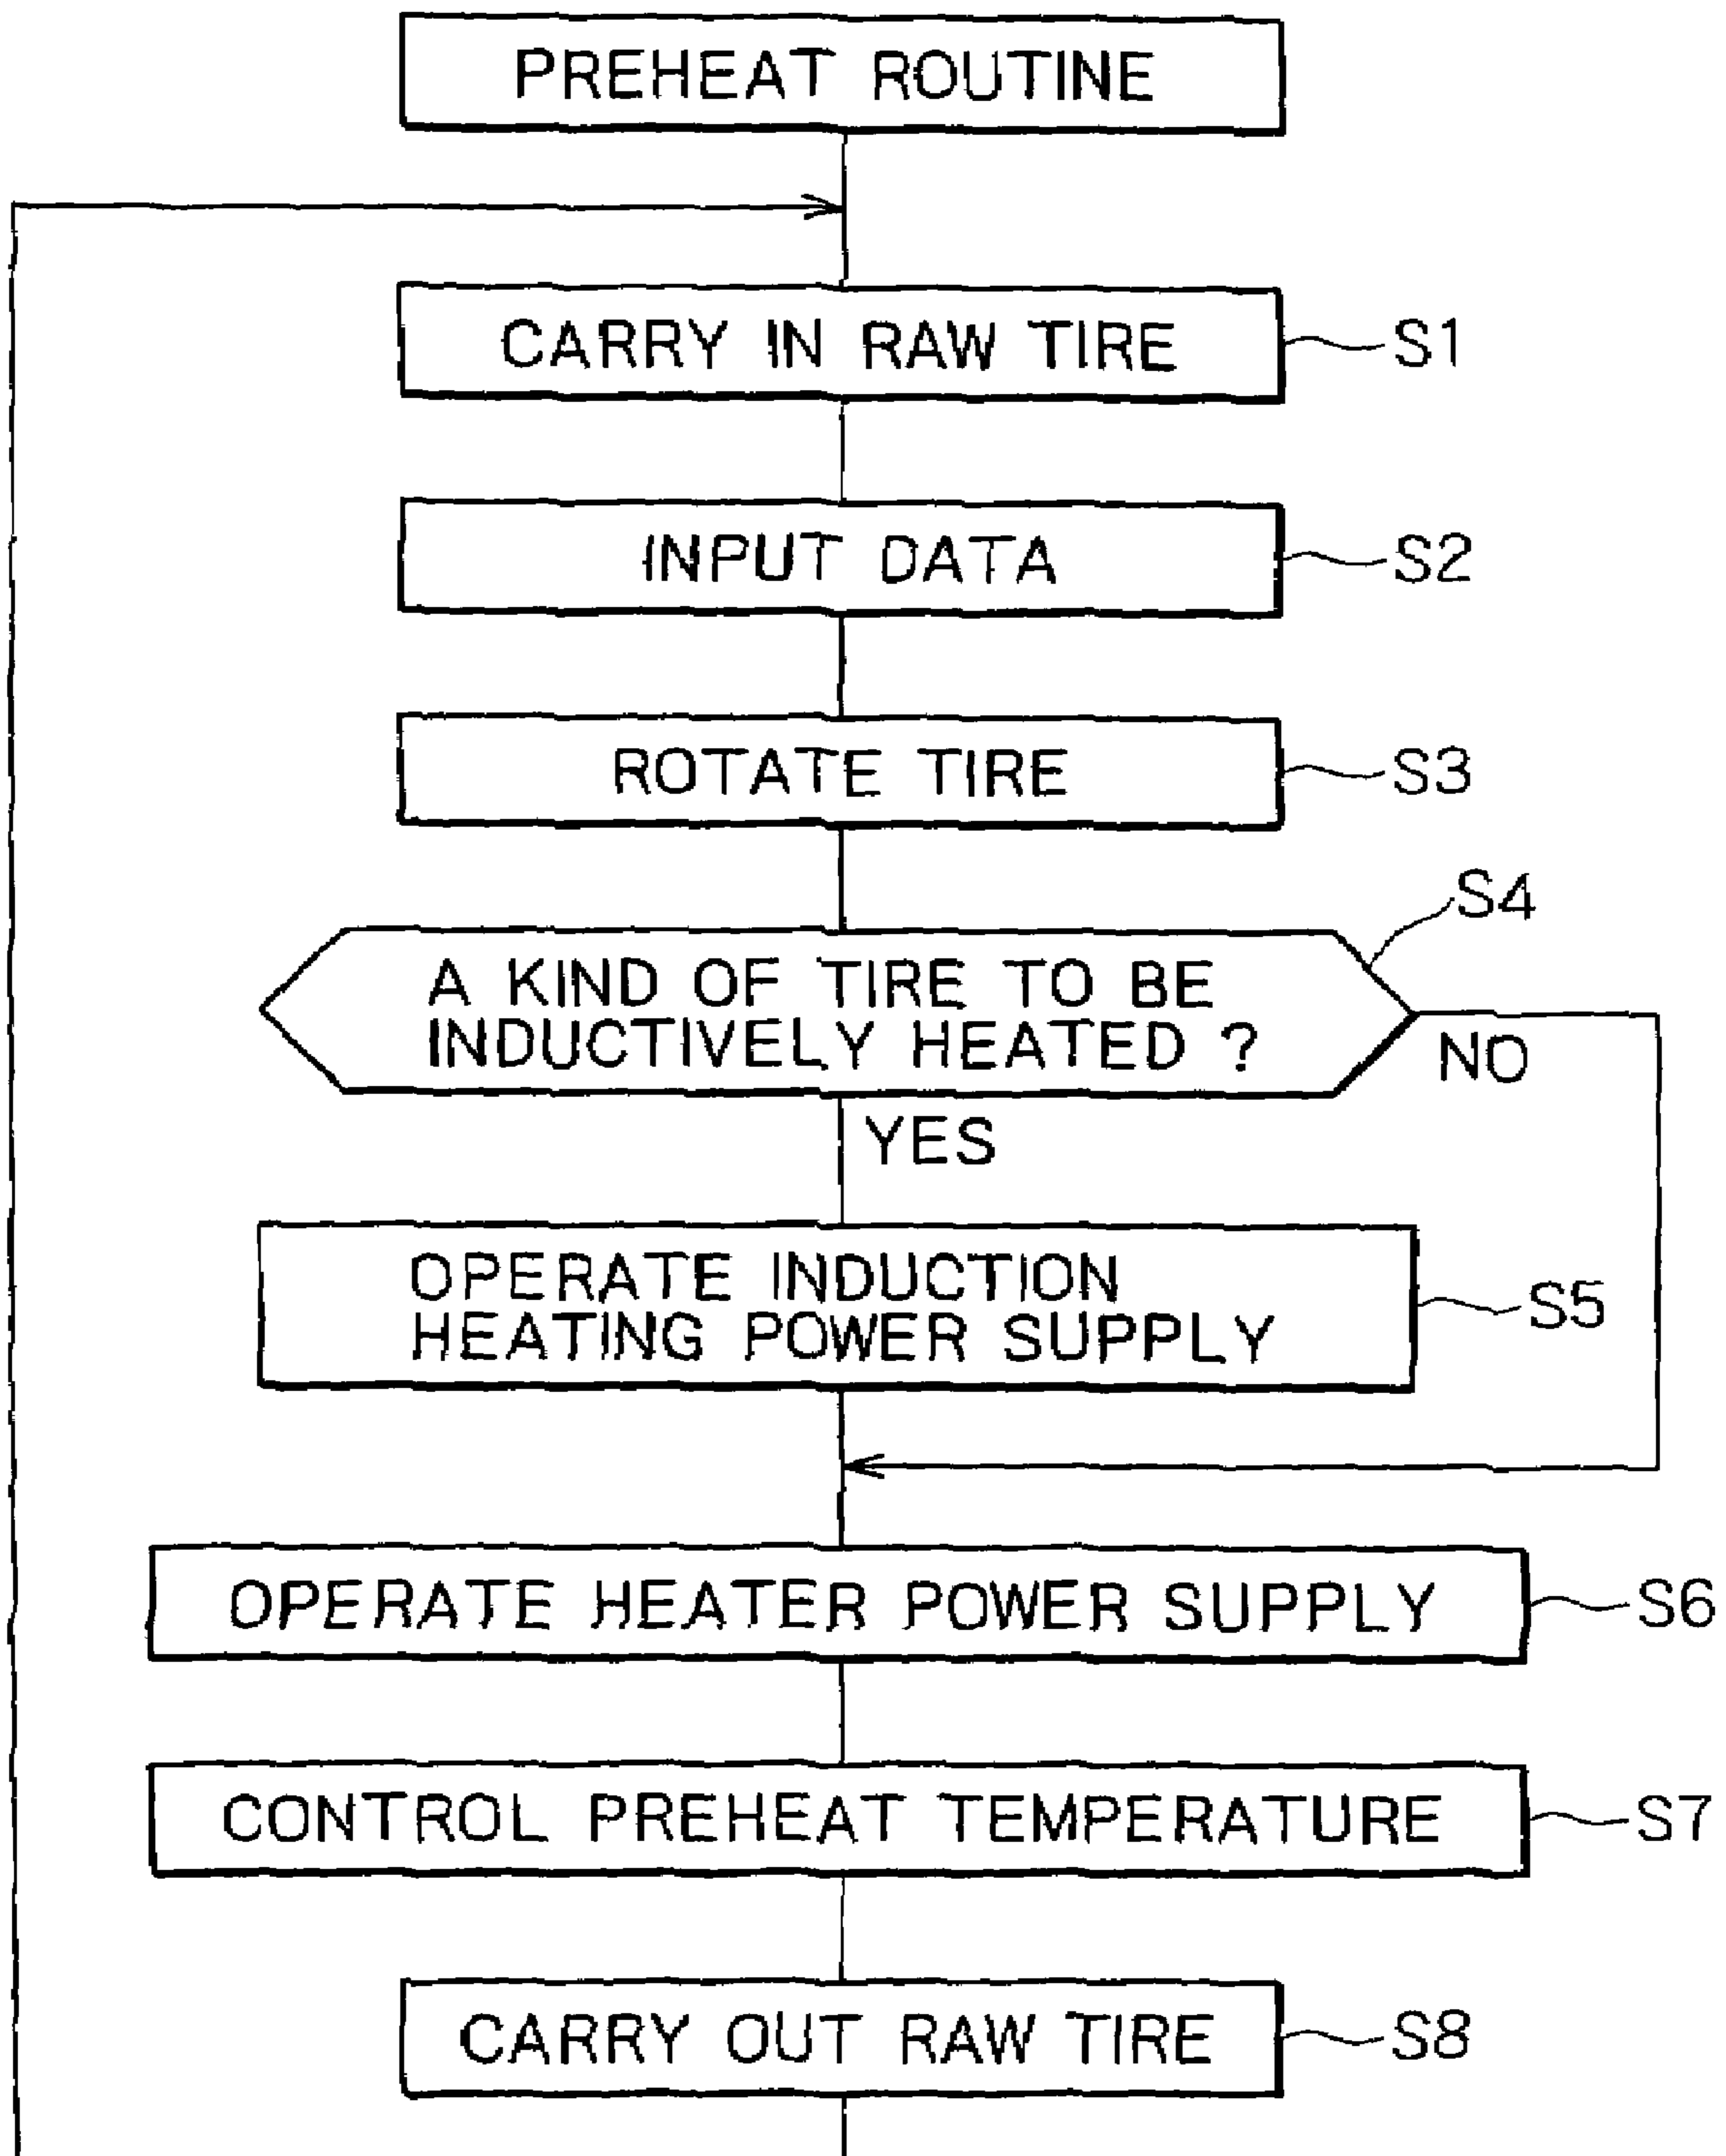 PREHEAT ROUTINE
CARRY IN RAW TIRE
S1
INPUT DATA
S2
ROTATE TIRE
S3
S4
A KIND OF TIRE TO BE
INDUCTIVELY HEATED ?
NO
YES
OPERATE INDUCTION
HEATING POWER SUPPLY
S5
OPERATE HEATER POWER SUPPLY
S6
CONTROL PREHEAT TEMPERATURE
S7
CARRY OUT RAW TIRE
S8